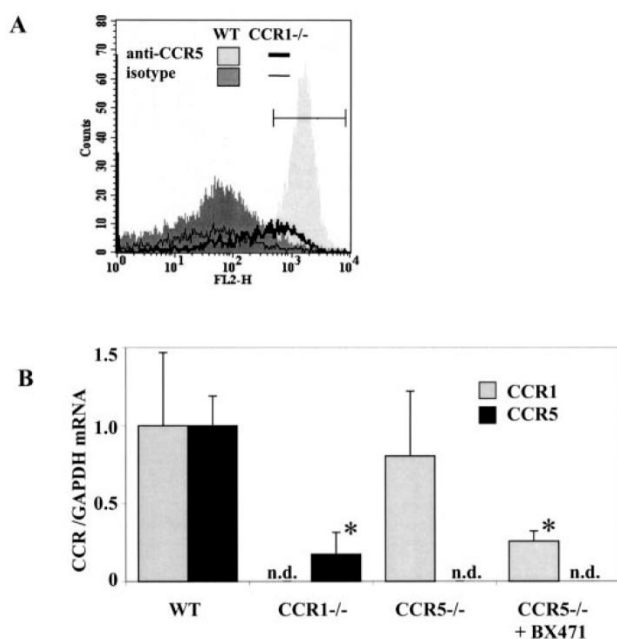 A
WT CCR1-/-
anti-CCR5
isotype
80
70
60
50
40
30
20
10
0
Counts
10^0 10^1 10^2 10^3 10^4
FL2-H
B
1.5
1.0
0.5
0
CCR /GAPDH mRNA
CCR1
CCR5
*
*
n.d. n.d. n.d.
WT CCR1-/- CCR5-/- CCR5-/-
+ BX471